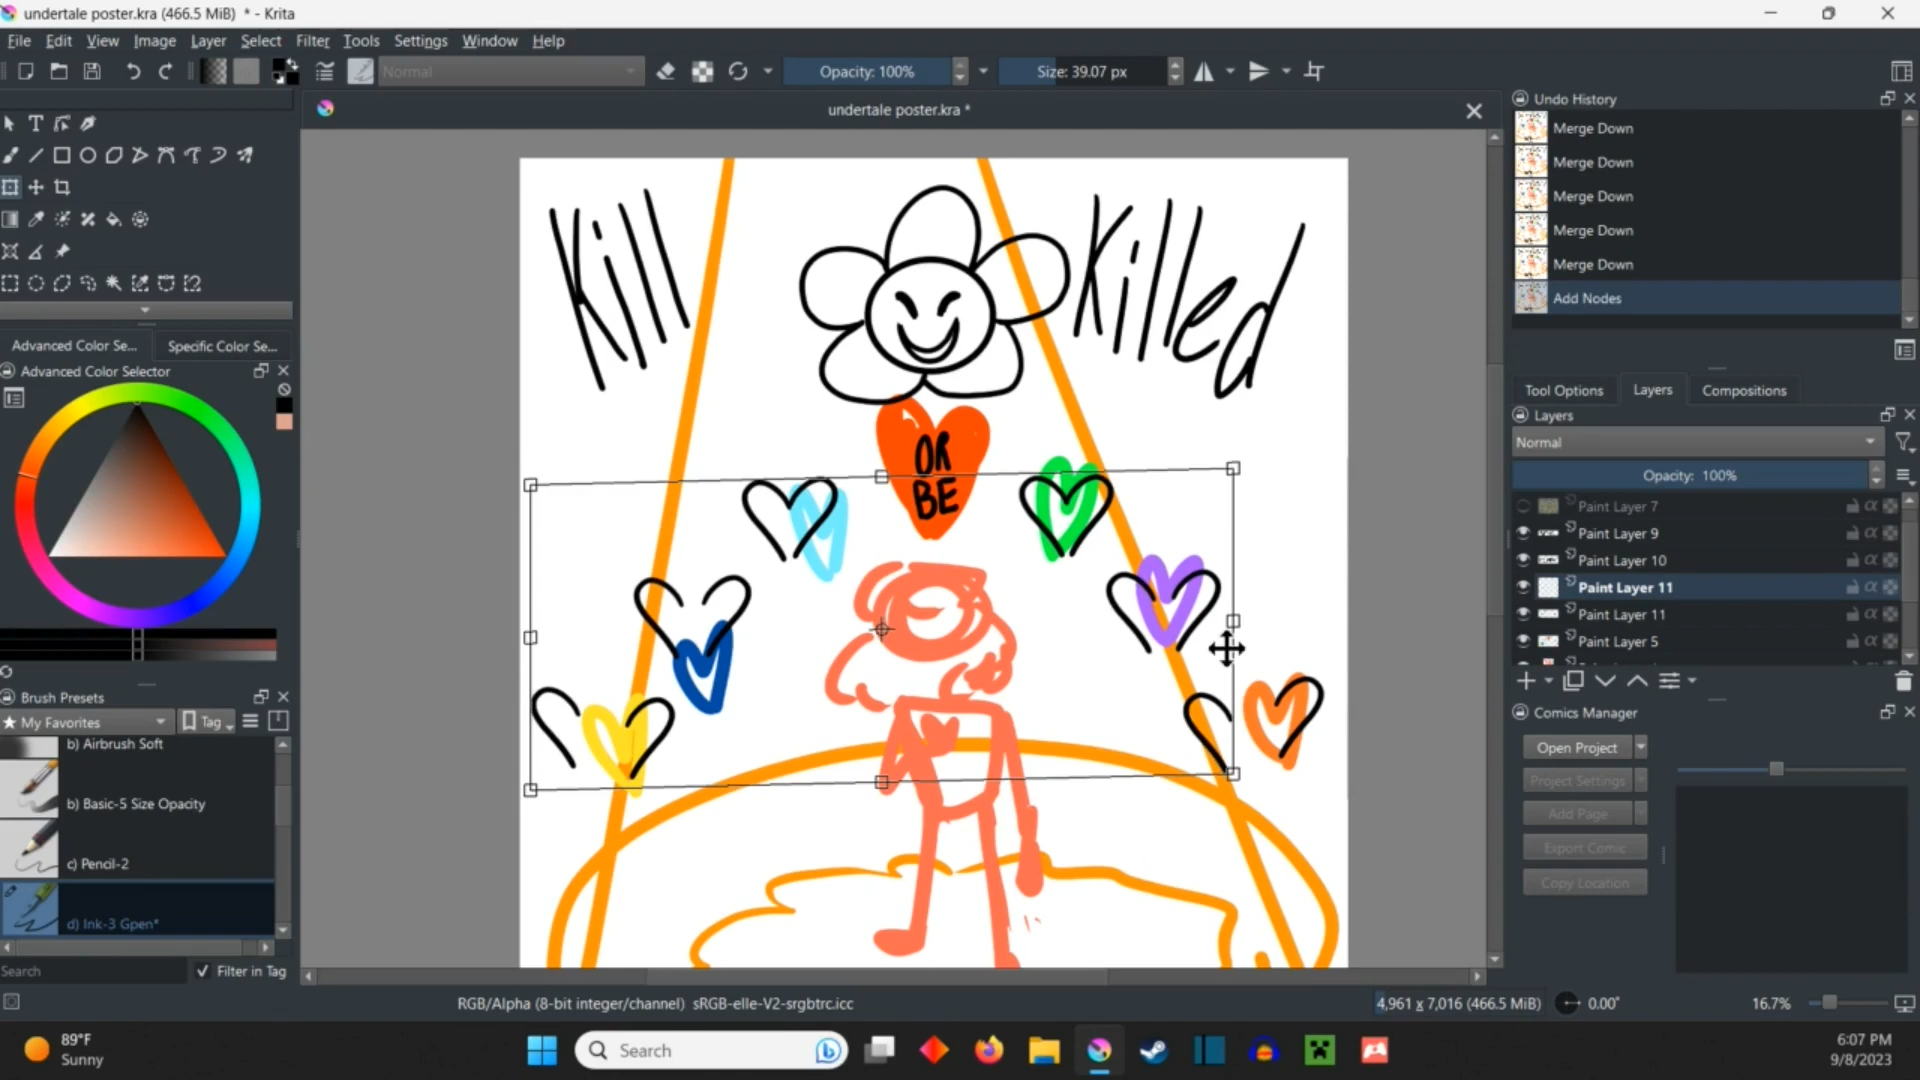 undertale poster.kra (466.5 MiB) * - Krita
File Edit View Image Layer Select Filter Tools Settings Window Help
Normal
Opacity: 100%
Size: 39.07 px
undertale poster.kra *
Undo History
Merge Down
Merge Down
Merge Down
Merge Down
Merge Down
Add Nodes
Kill
Killed
OR
BE
Advanced Color Se...
Specific Color Se...
Advanced Color Selector
Tool Options
Layers
Compositions
Layers
Normal
Opacity: 100%
Paint Layer 7
Paint Layer 9
Paint Layer 10
Paint Layer 11
Paint Layer 11
Paint Layer 5
Brush Presets
My Favorites
Tag
b) Airbrush Soft
b) Basic-5 Size Opacity
c) Pencil-2
d) Ink-3 Gpen*
Search
Filter in Tag
Comics Manager
Open Project
Project Settings
Add Page
Export Comic
Copy Location
RGB/Alpha (8-bit integer/channel) sRGB-elle-V2-srgbtrc.icc
4,961 x 7,016 (466.5 MiB)
0.00°
16.7%
89°F
Sunny
Search
6:07 PM
9/8/2023